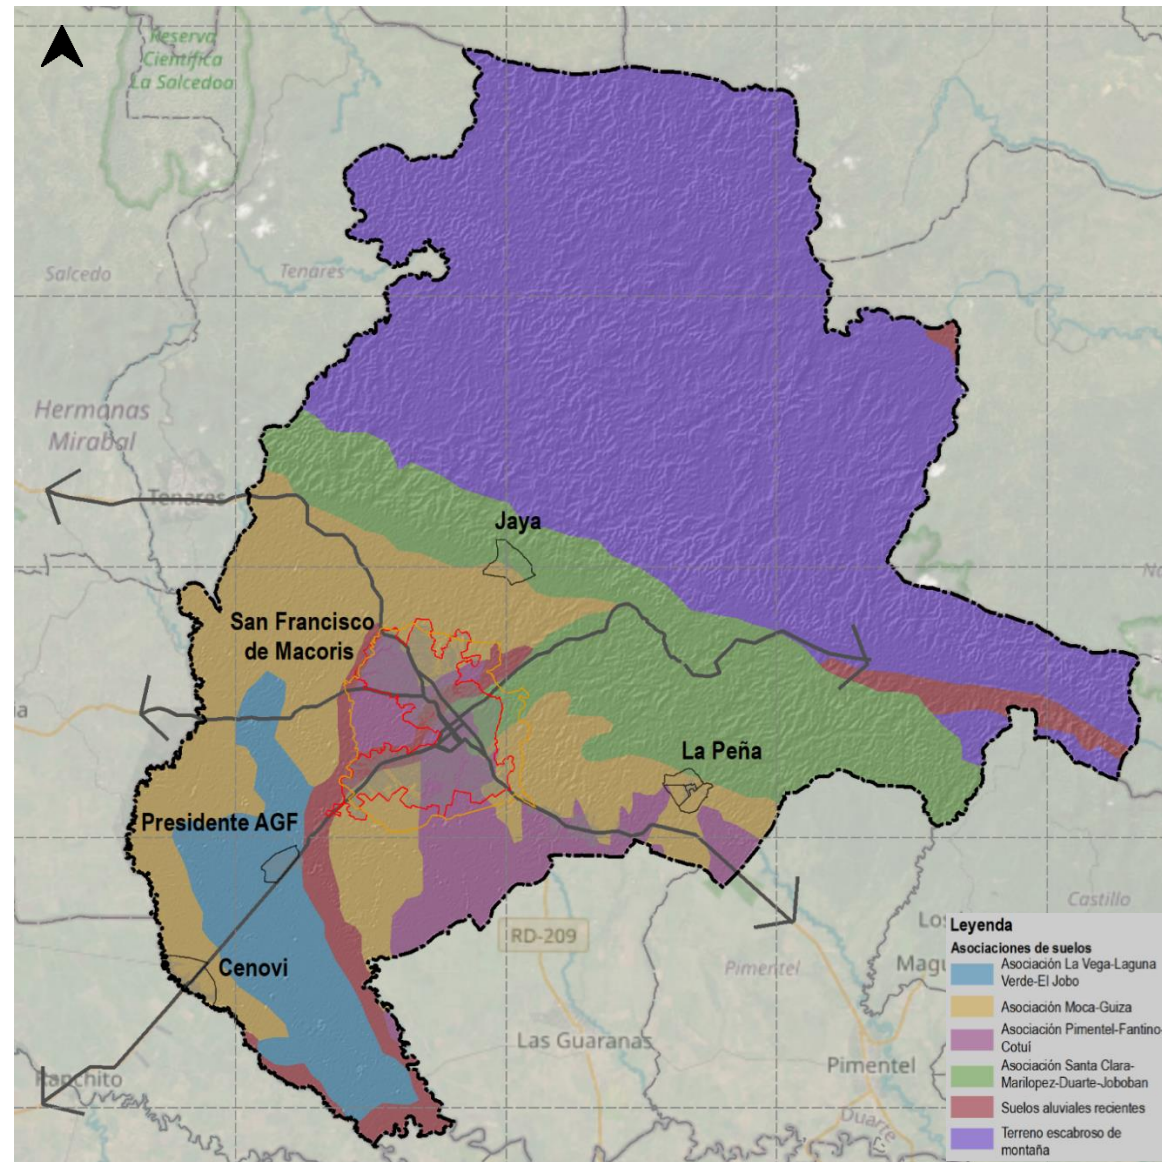 Reserva
Científica
La Salcedoa
Salcedo
Tenares
Hermanas
Mirabal
Tenares
Jaya
San Francisco
de Macoris
La Peña
Presidente AGF
Cenovi
RD-209
Castillo
Pimentel
Las Guaranas
Pimentel
Ranchito
Duarte
Leyenda
Asociaciones de suelos
Asociación La Vega-Laguna
Verde-El Jobo
Asociación Moca-Guiza
Asociación Pimentel-Fantino-
Cotuí
Asociación Santa Clara-
Marilopez-Duarte-Joboban
Suelos aluviales recientes
Terreno escabroso de
montaña